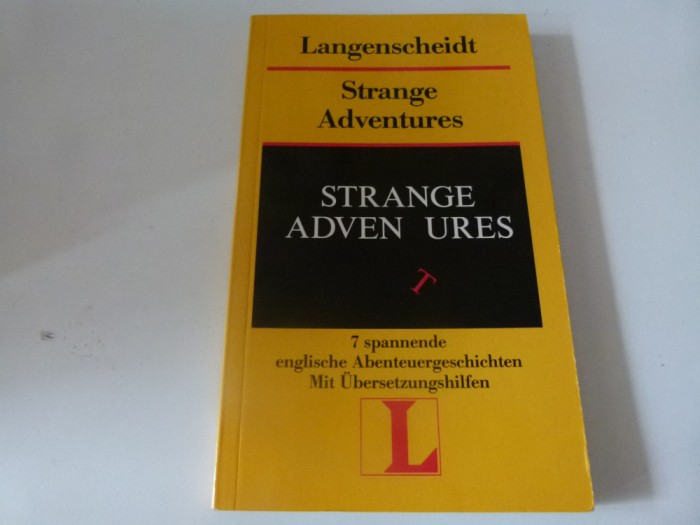 Langenscheidt
Strange
Adventures
STRANGE
ADVEN URES
T
7 spannende
englische Abenteuergeschichten
Mit Übersetzungshilfen
L